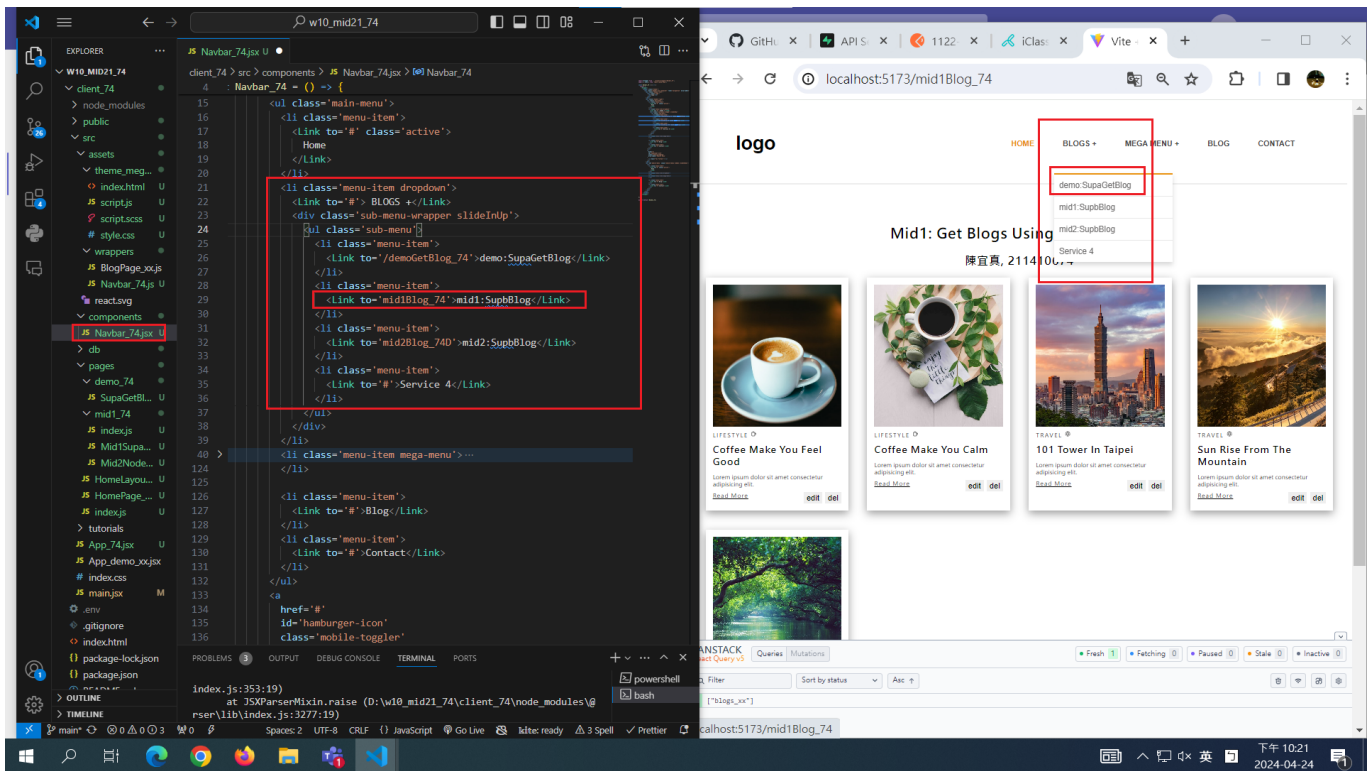 w10_mid21_74
EXPLORER
W10_MID21_74
client_74
node_modules
public
src
assets
theme_meg...
index.html U
script.js U
script.scss U
style.css U
wrappers
BlogPage_xx.js
Navbar_74.js U
react.svg
components
Navbar_74.jsx U
db
pages
demo_74
SupaGetBl... U
mid1_74
index.js U
Mid1Supa... U
Mid2Node... U
HomeLayou... U
HomePage_... U
index.js U
tutorials
App_74.jsx U
App_demo_xx.jsx
index.css
main.jsx M
.env
.gitignore
index.html
package-lock.json
package.json
OUTLINE
TIMELINE
Navbar_74.jsx U
client_74 > src > components > JS Navbar_74.jsx > Navbar_74
4 : Navbar_74 = () => {
15 <ul class='main-menu'>
16 <li class='menu-item'>
17 <Link to='#' class='active'>
18 Home
19 </Link>
20 </li>
21 <li class='menu-item dropdown'>
22 <Link to='#'> BLOGS +</Link>
23 <div class='sub-menu-wrapper slideInUp'>
24 <ul class='sub-menu'>
25 <li class='menu-item'>
26 <Link to='/demoGetBlog_74'>demo:SupaGetBlog</Link>
27 </li>
28 <li class='menu-item'>
29 <Link to='mid1Blog_74'>mid1:SupbBlog</Link>
30 </li>
31 <li class='menu-item'>
32 <Link to='mid2Blog_74D'>mid2:SupbBlog</Link>
33 </li>
34 <li class='menu-item'>
35 <Link to='#'>Service 4</Link>
36 </li>
37 </ul>
38 </div>
39 </li>
40 <li class='menu-item mega-menu'>...
124 </li>
125
126 <li class='menu-item'>
127 <Link to='#'>Blog</Link>
128 </li>
129 <li class='menu-item'>
130 <Link to='#'>Contact</Link>
131 </li>
132 </ul>
133 <a
134 href='#'
135 id='hamburger-icon'
136 class='mobile-toggler'
PROBLEMS 3 OUTPUT DEBUG CONSOLE TERMINAL PORTS
powershell
bash
index.js:353:19)
at JSXParserMixin.raise (D:\w10_mid21_74\client_74\node_modules\@
rser\lib\index.js:3277:19)
main* 0 0 3 0 Spaces: 2 UTF-8 CRLF {} JavaScript Go Live kite: ready 3 Spell Prettier
GitHu API S 1122- iClass Vite -
localhost:5173/mid1Blog_74
logo
HOME BLOGS + MEGA MENU + BLOG CONTACT
demo:SupaGetBlog
mid1:SupbBlog
mid2:SupbBlog
Service 4
Mid1: Get Blogs Using
陳宜真, 211410674
LIFESTYLE
Coffee Make You Feel Good
Lorem ipsum dolor sit amet consectetur adipisicing elit.
Read More edit del
LIFESTYLE
Coffee Make You Calm
Lorem ipsum dolor sit amet consectetur adipisicing elit.
Read More edit del
TRAVEL
101 Tower In Taipei
Lorem ipsum dolor sit amet consectetur adipisicing elit.
Read More edit del
TRAVEL
Sun Rise From The Mountain
Lorem ipsum dolor sit amet consectetur adipisicing elit.
Read More edit del
ANSTACK
act Query v5
Queries Mutations
Fresh 1 Fetching 0 Paused 0 Stale 0 Inactive 0
Filter Sort by status Asc ↑
["blogs_xx"]
calhost:5173/mid1Blog_74
英
下午 10:21
2024-04-24